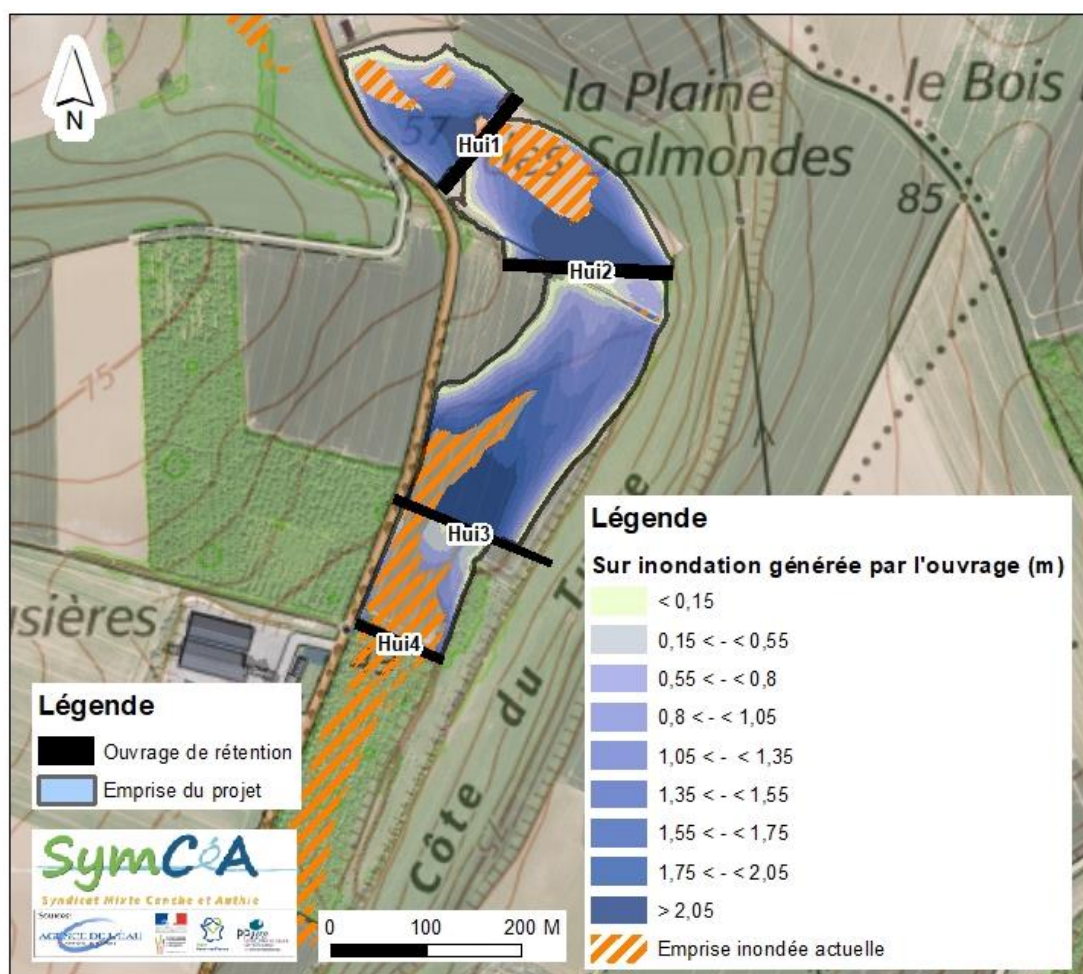 N
la Plaine
des Salmondes
le Bois
57
Hui1
85
Hui2
75
Hui3
Hui4
sières
Côte du T
Légende
Ouvrage de rétention
Emprise du projet
SymCéA
Syndicat Mixte Canche et Authie
Sources:
AGENCE DE L'EAU
0 100 200 M
Légende
Sur inondation générée par l'ouvrage (m)
< 0,15
0,15 < - < 0,55
0,55 < - < 0,8
0,8 < - < 1,05
1,05 < - < 1,35
1,35 < - < 1,55
1,55 < - < 1,75
1,75 < - < 2,05
> 2,05
Emprise inondée actuelle